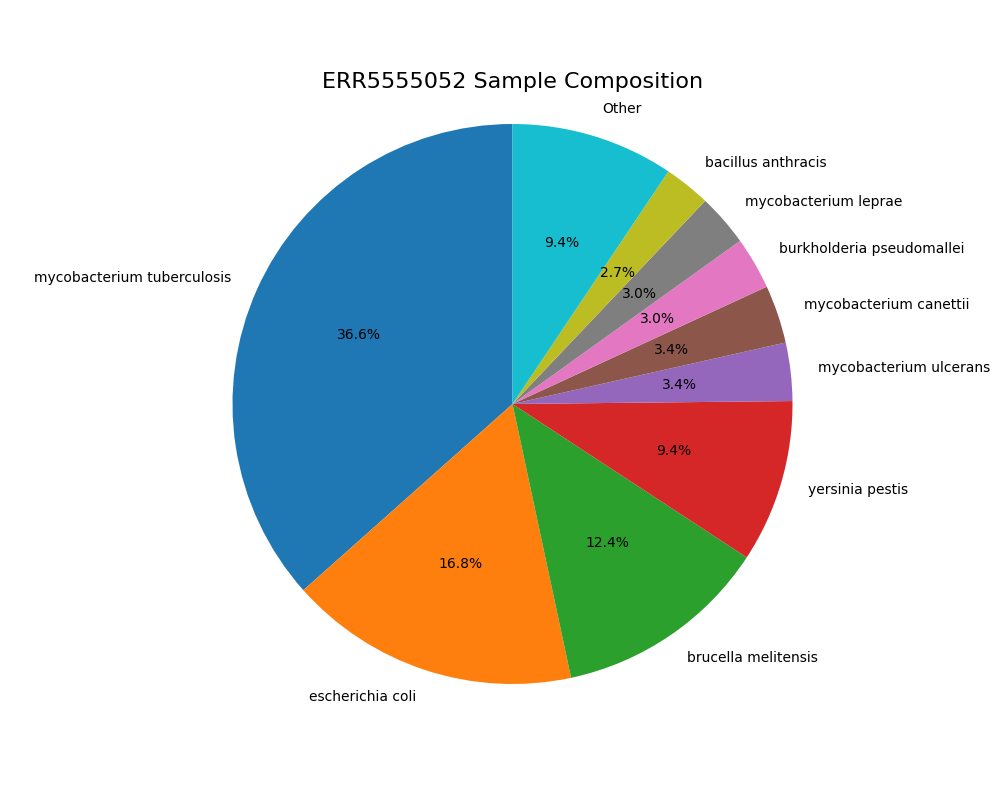 ERR5555052 Sample Composition
Other
bacillus anthracis
mycobacterium leprae
burkholderia pseudomallei
mycobacterium canettii
mycobacterium ulcerans
yersinia pestis
brucella melitensis
escherichia coli
mycobacterium tuberculosis
9.4%
2.7%
3.0%
3.0%
3.4%
3.4%
9.4%
12.4%
16.8%
36.6%